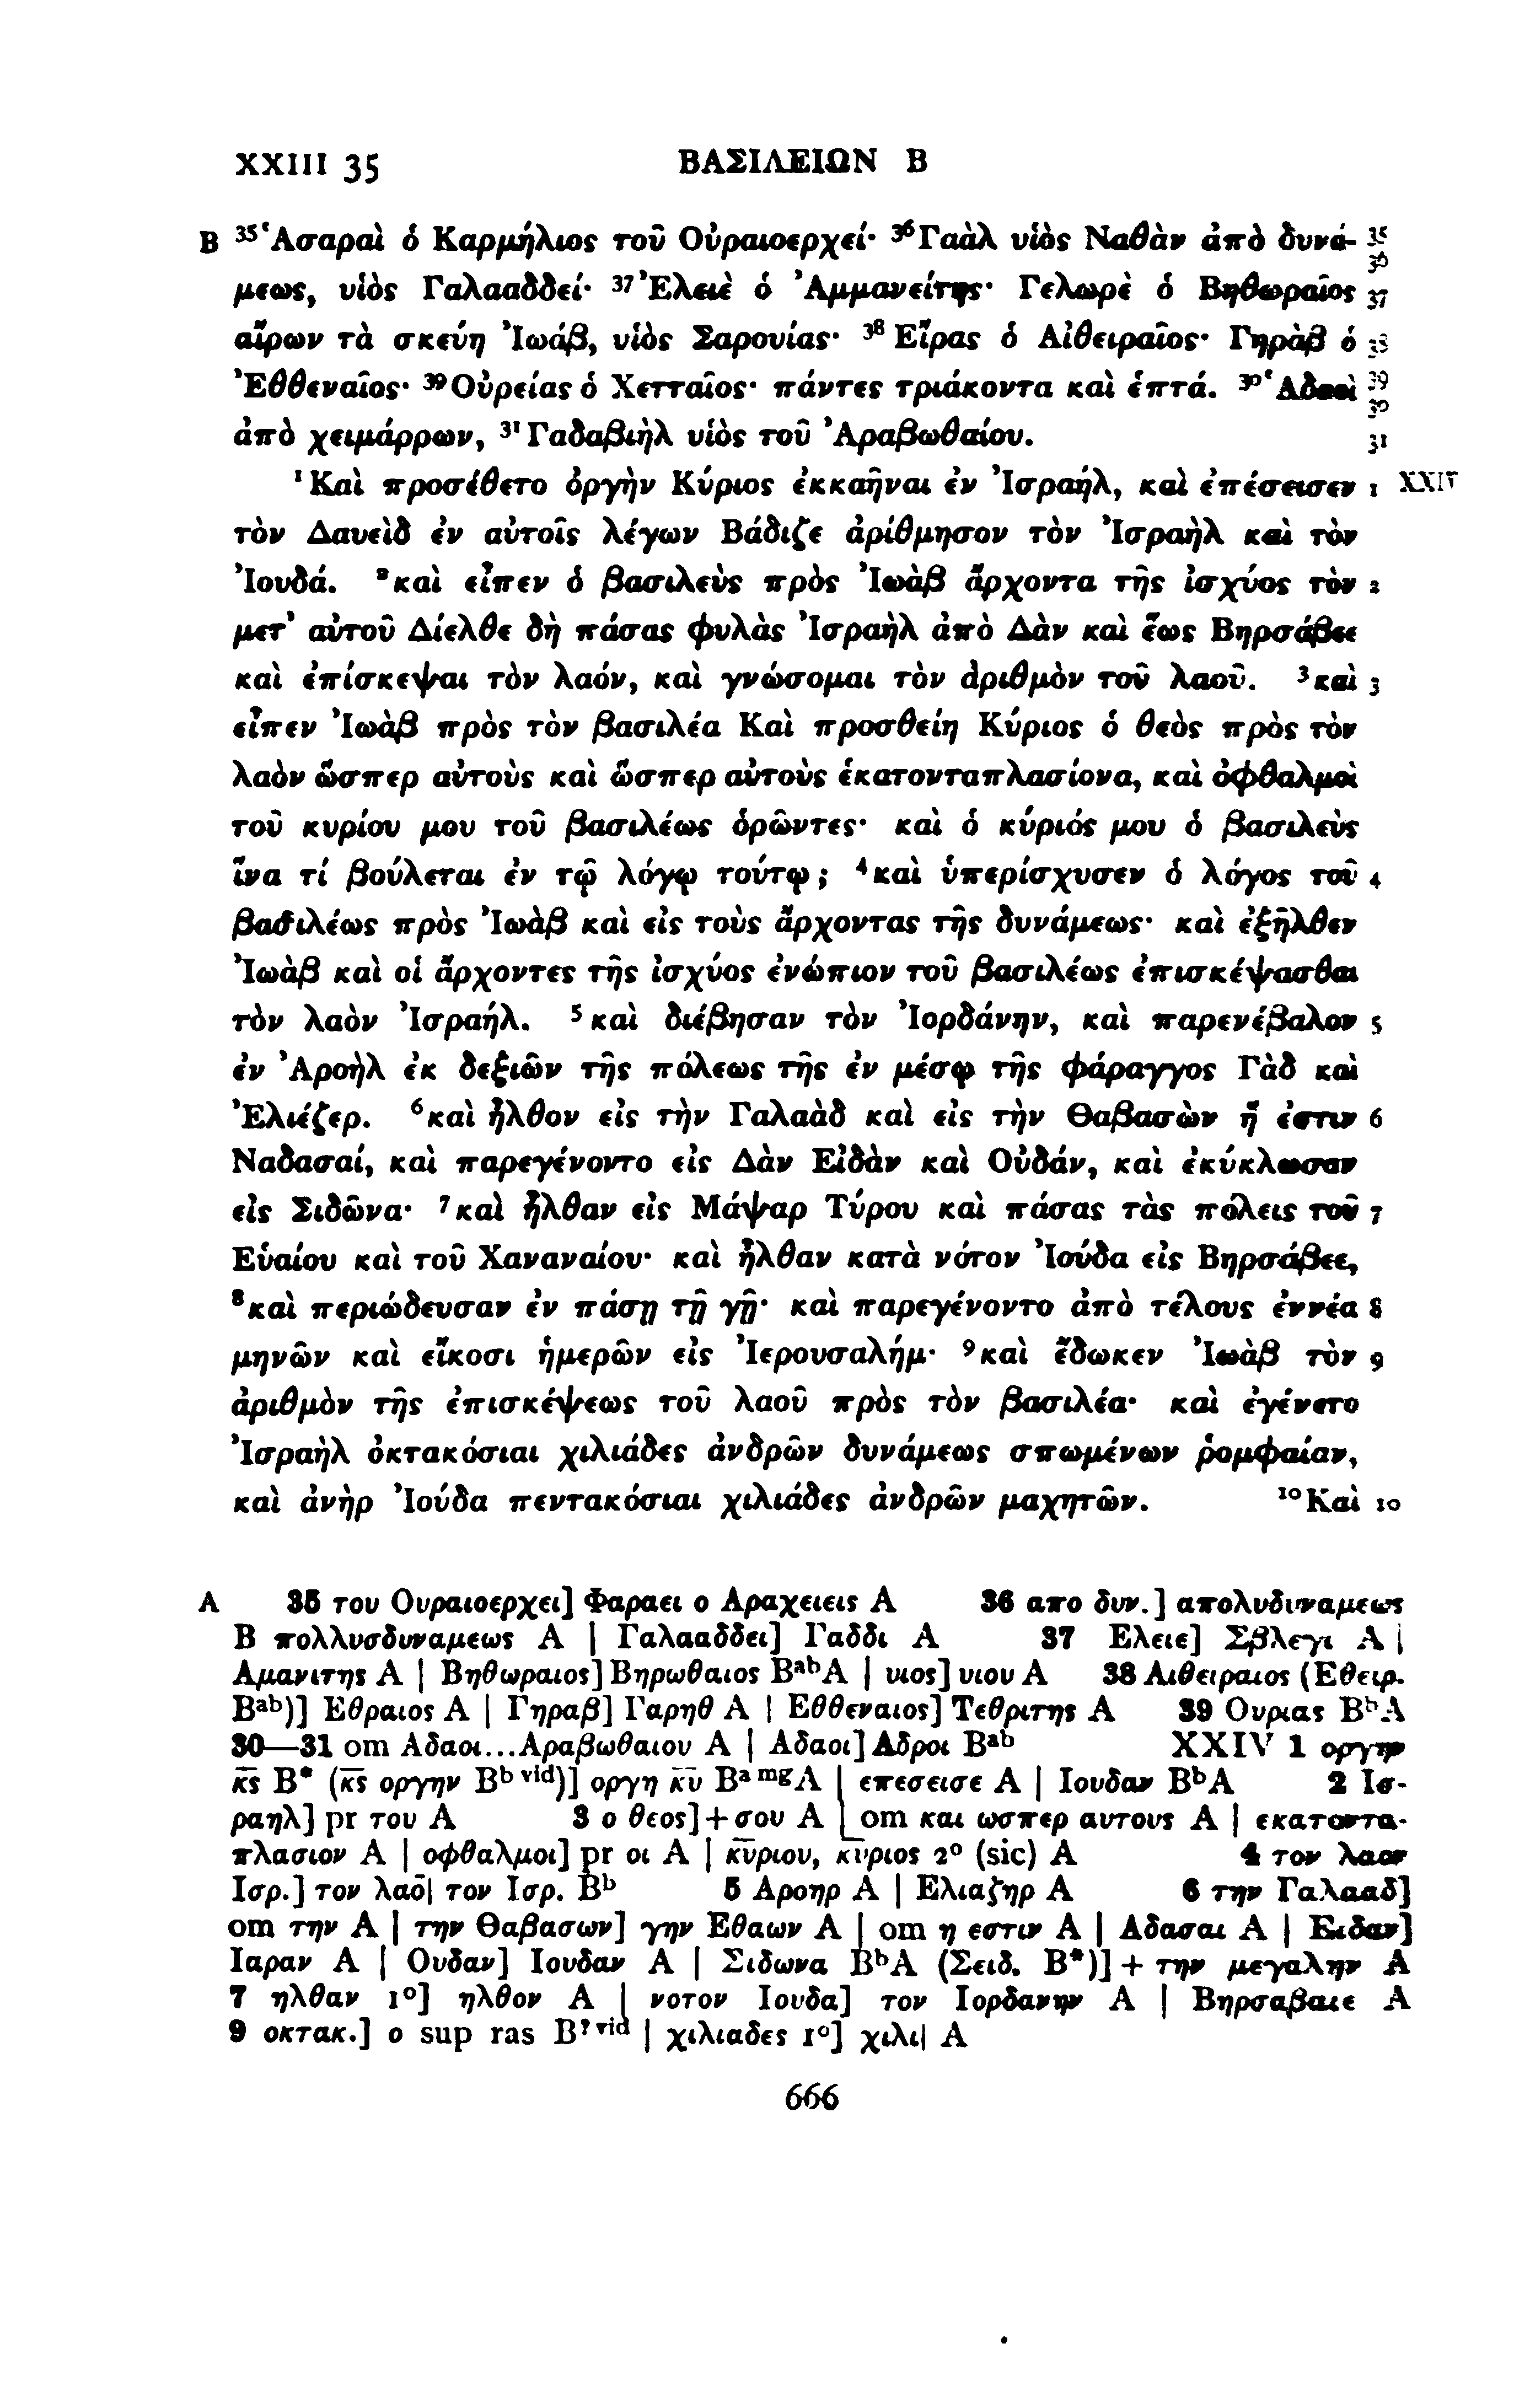 XXIII 35 ΒΑΣΙΛΕΙΩΝ Β
B ³⁵Ἁσαραὶ ὁ Καρμήλιος τοῦ Οὐραιοερχεί· ³⁶Γαὰλ υἱὸς Ναθὰν ἀπὸ δυνά- 35 36
μεως, υἱὸς Γαλααδδεί· ³⁷Ἐλειὲ ὁ Ἀμμανείτης· Γελωρὲ ὁ Βηθωραῖος 37
αἴρων τὰ σκεύη Ἰωάβ, υἱὸς Σαρουίας· ³⁸Εἴρας ὁ Αἰθειραῖος· Γηρὰβ ὁ 38
Ἐθθεναῖος· ³⁹Οὐρείας ὁ Χετταῖος· πάντες τριάκοντα καὶ ἑπτά. ³⁰Ἁδαοὶ 39 30
ἀπὸ χειμάρρων, ³¹Γαδαβιὴλ υἱὸς τοῦ Ἀραβωθαίου. 31
¹Καὶ προσέθετο ὀργὴν Κύριος ἐκκαῆναι ἐν Ἰσραήλ, καὶ ἐπέσεισεν 1 XXIV
τὸν Δαυεὶδ ἐν αὐτοῖς λέγων Βάδιζε ἀρίθμησον τὸν Ἰσραὴλ καὶ τὸν
Ἰουδά. ²καὶ εἶπεν ὁ βασιλεὺς πρὸς Ἰωὰβ ἄρχοντα τῆς ἰσχύος τὸν 2
μετ’ αὐτοῦ Δίελθε δὴ πάσας φυλὰς Ἰσραὴλ ἀπὸ Δὰν καὶ ἕως Βηρσάβεε
καὶ ἐπίσκεψαι τὸν λαόν, καὶ γνώσομαι τὸν ἀριθμὸν τοῦ λαοῦ. ³καὶ 3
εἶπεν Ἰωὰβ πρὸς τὸν βασιλέα Καὶ προσθείη Κύριος ὁ θεὸς πρὸς τὸν
λαὸν ὥσπερ αὐτοὺς καὶ ὥσπερ αὐτοὺς ἑκατονταπλασίονα, καὶ ὀφθαλμοὶ
τοῦ κυρίου μου τοῦ βασιλέως ὁρῶντες· καὶ ὁ κύριός μου ὁ βασιλεὺς
ἵνα τί βούλεται ἐν τῷ λόγῳ τούτῳ; ⁴καὶ ὑπερίσχυσεν ὁ λόγος τοῦ 4
βασιλέως πρὸς Ἰωὰβ καὶ εἰς τοὺς ἄρχοντας τῆς δυνάμεως· καὶ ἐξῆλθεν
Ἰωὰβ καὶ οἱ ἄρχοντες τῆς ἰσχύος ἐνώπιον τοῦ βασιλέως ἐπισκέψασθαι
τὸν λαὸν Ἰσραήλ. ⁵καὶ διέβησαν τὸν Ἰορδάνην, καὶ παρενέβαλον 5
ἐν Ἀροὴλ ἐκ δεξιῶν τῆς πόλεως τῆς ἐν μέσῳ τῆς φάραγγος Γὰδ καὶ
Ἐλιέζερ. ⁶καὶ ἦλθον εἰς τὴν Γαλαὰδ καὶ εἰς τὴν Θαβασὼν ἥ ἐστιν 6
Ναδασαί, καὶ παρεγένοντο εἰς Δὰν Εἰδὰν καὶ Οὐδάν, καὶ ἐκύκλωσαν
εἰς Σιδῶνα· ⁷καὶ ἦλθαν εἰς Μάψαρ Τύρου καὶ πάσας τὰς πόλεις τοῦ 7
Εὑαίου καὶ τοῦ Χαναναίου· καὶ ἦλθαν κατὰ νότον Ἰούδα εἰς Βηρσάβεε,
⁸καὶ περιώδευσαν ἐν πάσῃ τῇ γῇ· καὶ παρεγένοντο ἀπὸ τέλους ἐννέα 8
μηνῶν καὶ εἴκοσι ἡμερῶν εἰς Ἰερουσαλήμ· ⁹καὶ ἔδωκεν Ἰωὰβ τὸν 9
ἀριθμὸν τῆς ἐπισκέψεως τοῦ λαοῦ πρὸς τὸν βασιλέα· καὶ ἐγένετο
Ἰσραὴλ ὀκτακόσιαι χιλιάδες ἀνδρῶν δυνάμεως σπωμένων ῥομφαίαν,
καὶ ἀνὴρ Ἰούδα πεντακόσιαι χιλιάδες ἀνδρῶν μαχητῶν. ¹⁰Καὶ 10
A 35 του Ουραιοερχει] Φαραει ο Αραχειεις A 36 απο δυν.] απολυδυναμεως
B πολλυσδυναμεως A | Γαλααδδει] Γαδδι A 37 Ελειε] Σβλεγι A |
Αμανιτης A | Βηθωραιος] Βηρωθαιος Bᵃᵇ A | υιος] υιου A 38 Αιθειραιος (Εθειρ.
Bᵃᵇ)] Εθραιος A | Γηραβ] Γαρηθ A | Εθθεναιος] Τεθριτης A 39 Ουριας Bᵇ A
30—31 om Αδαοι...Αραβωθαιου A | Αδαοι] Αδροι Bᵃᵇ XXIV 1 οργην
κ̅ς̅ B* (κ̅ς̅ οργην Bᵇ ᵛⁱᵈ)] οργη κ̅υ̅ Bᵃ ᵐᵍ A | επεσεισε A | Ιουδαν Bᵇ A 2 Ισ-
ραηλ] pr του A 3 ο θεος] + σου A | om και ωσπερ αυτους A | εκατοντα-
πλασιον A | οφθαλμοι] pr οι A | κυριου, κυριος 2° (sic) A 4 τον λαον
Ισρ.] τον λαο̅| τον Ισρ. Bᵇ 5 Αροηρ A | Ελιαζηρ A 6 την Γαλααδ]
om την A | την Θαβασων] γην Εθαων A | om η εστιν A | Αδασαι A | Ειδαν]
Ιαραν A | Ουδαν] Ιουδαν A | Σιδωνα Bᵇ A (Σειδ. B*)] + την μεγαλην A
7 ηλθαν 1°] ηλθον A | νοτον Ιουδα] τον Ιορδανην A | Βηρσαβαιε A
9 οκτακ.] ο sup ras B? ᵛⁱᵈ | χιλιαδες 1°] χιλι| A
666